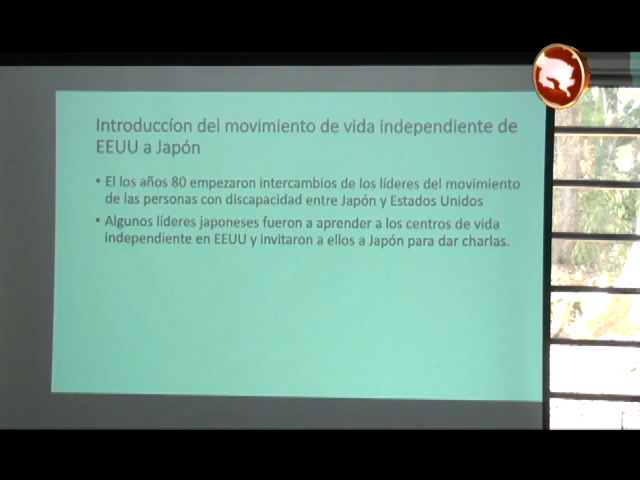 Introduccíon del movimiento de vida independiente de
EEUU a Japón
• El los años 80 empezaron intercambios de los líderes del movimiento
de las personas con discapacidad entre Japón y Estados Unidos
• Algunos líderes japoneses fueron a aprender a los centros de vida
independiente en EEUU y invitaron a ellos a Japón para dar charlas.